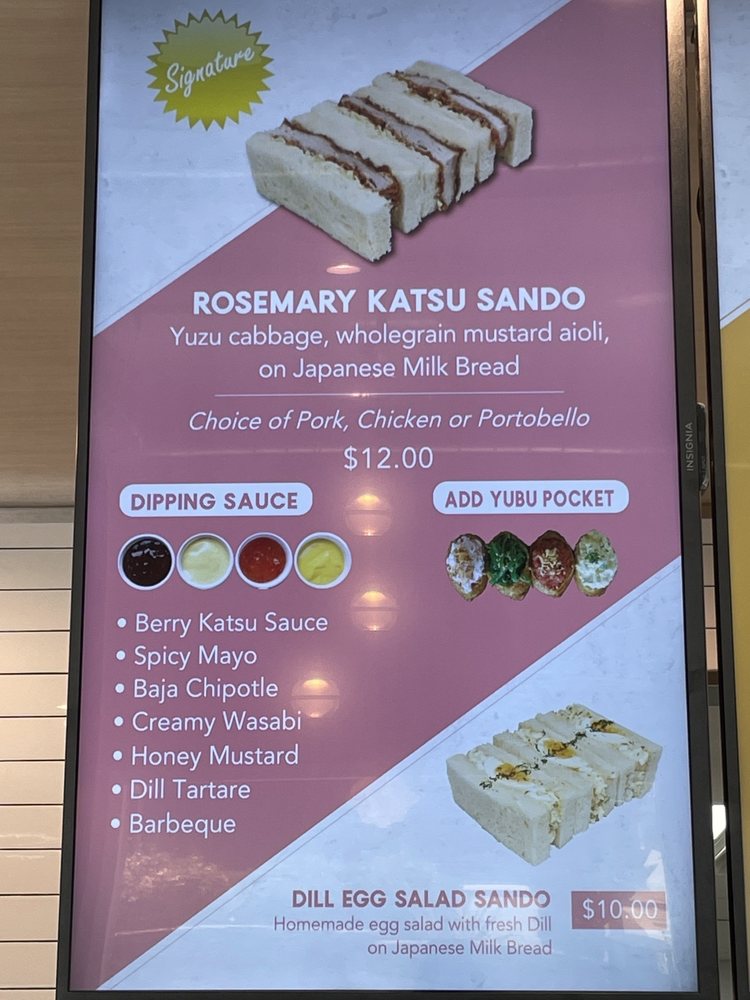 Signature
ROSEMARY KATSU SANDO
Yuzu cabbage, wholegrain mustard aioli,
on Japanese Milk Bread
Choice of Pork, Chicken or Portobello
$12.00
DIPPING SAUCE
• Berry Katsu Sauce
• Spicy Mayo
• Baja Chipotle
• Creamy Wasabi
• Honey Mustard
• Dill Tartare
• Barbeque
ADD YUBU POCKET
DILL EGG SALAD SANDO
$10.00
Homemade egg salad with fresh Dill
on Japanese Milk Bread
INSIGNIA